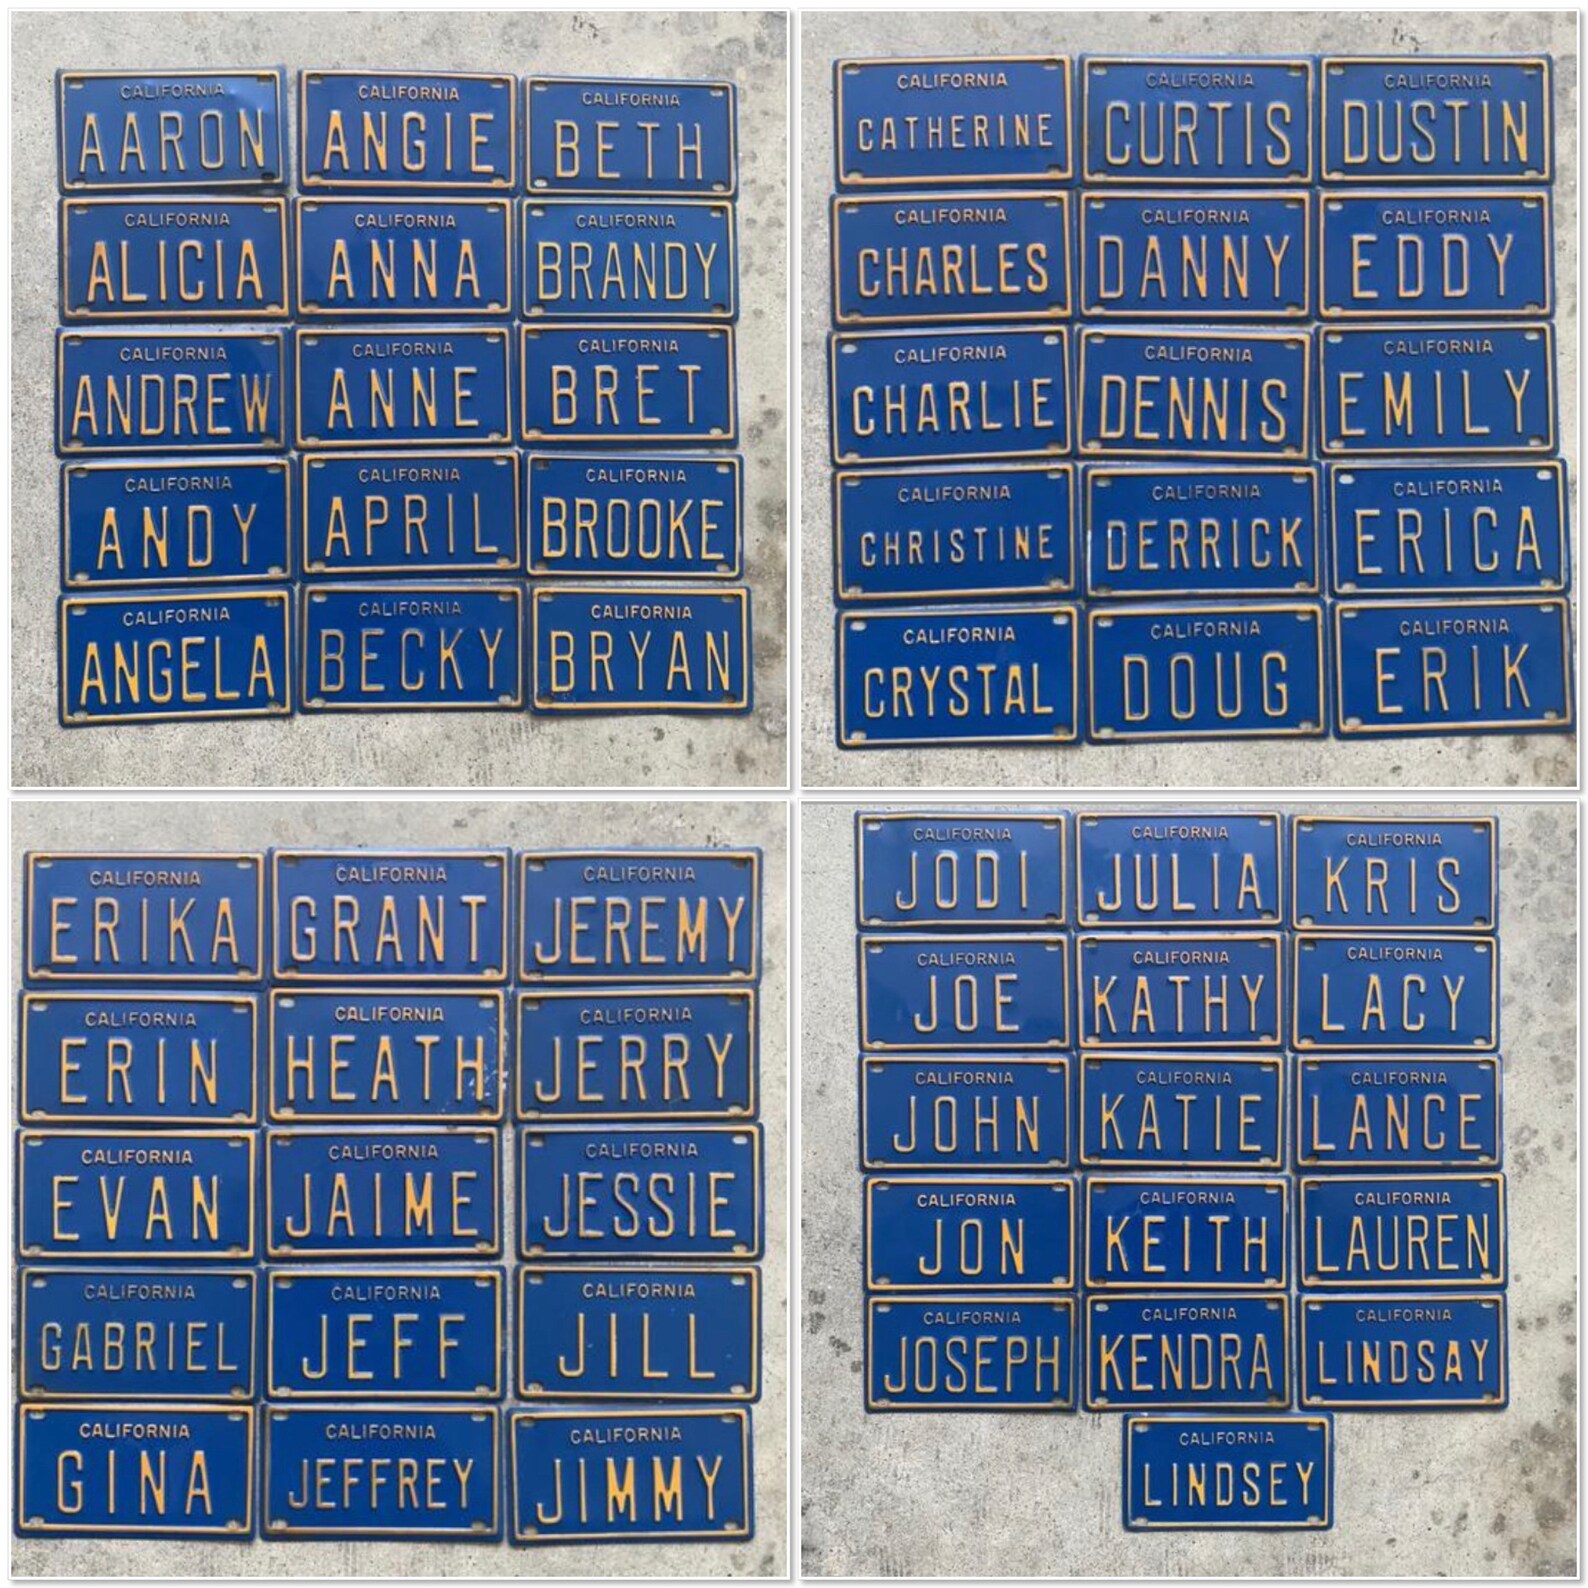 CALIFORNIA
AARON
CALIFORNIA
ANGIE
CALIFORNIA
BETH
CALIFORNIA
ALICIA
CALIFORNIA
ANNA
CALIFORNIA
BRANDY
CALIFORNIA
ANDREW
CALIFORNIA
ANNE
CALIFORNIA
BRET
CALIFORNIA
ANDY
CALIFORNIA
APRIL
CALIFORNIA
BROOKE
CALIFORNIA
ANGELA
CALIFORNIA
BECKY
CALIFORNIA
BRYAN
CALIFORNIA
CATHERINE
CALIFORNIA
CURTIS
CALIFORNIA
DUSTIN
CALIFORNIA
CHARLES
CALIFORNIA
DANNY
CALIFORNIA
EDDY
CALIFORNIA
CHARLIE
CALIFORNIA
DENNIS
CALIFORNIA
EMILY
CALIFORNIA
CHRISTINE
CALIFORNIA
DERRICK
CALIFORNIA
ERICA
CALIFORNIA
CRYSTAL
CALIFORNIA
DOUG
CALIFORNIA
ERIK
CALIFORNIA
ERIKA
CALIFORNIA
GRANT
CALIFORNIA
JEREMY
CALIFORNIA
ERIN
CALIFORNIA
HEATH
CALIFORNIA
JERRY
CALIFORNIA
EVAN
CALIFORNIA
JAIME
CALIFORNIA
JESSIE
CALIFORNIA
GABRIEL
CALIFORNIA
JEFF
CALIFORNIA
JILL
CALIFORNIA
GINA
CALIFORNIA
JEFFREY
CALIFORNIA
JIMMY
CALIFORNIA
JODI
CALIFORNIA
JULIA
CALIFORNIA
KRIS
CALIFORNIA
JOE
CALIFORNIA
KATHY
CALIFORNIA
LACY
CALIFORNIA
JOHN
CALIFORNIA
KATIE
CALIFORNIA
LANCE
CALIFORNIA
JON
CALIFORNIA
KEITH
CALIFORNIA
LAUREN
CALIFORNIA
JOSEPH
CALIFORNIA
KENDRA
CALIFORNIA
LINDSAY
CALIFORNIA
LINDSEY